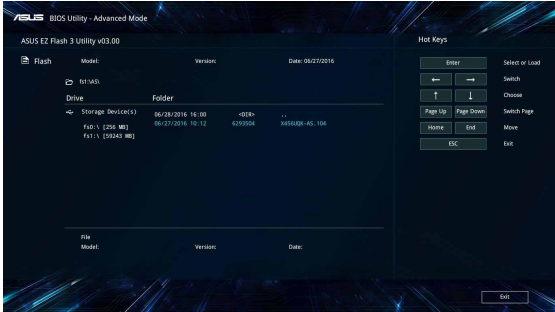 ASUS BIOS Utility - Advanced Mode
ASUS EZ Flash 3 Utility v03.00
Hot Keys
Flash
Model: Version: Date: 06/27/2016
fs1:\A5\
Drive Folder
Storage Device(s)
fs0:\ [256 MB]
fs1:\ [59243 MB]
06/28/2016 16:00 <DIR> ..
06/27/2016 10:12 6293504 X456UQK-AS.104
File
Model: Version: Date:
Enter Select or Load
← → Switch
↑ ↓ Choose
Page Up Page Down Switch Page
Home End Move
ESC Exit
Exit